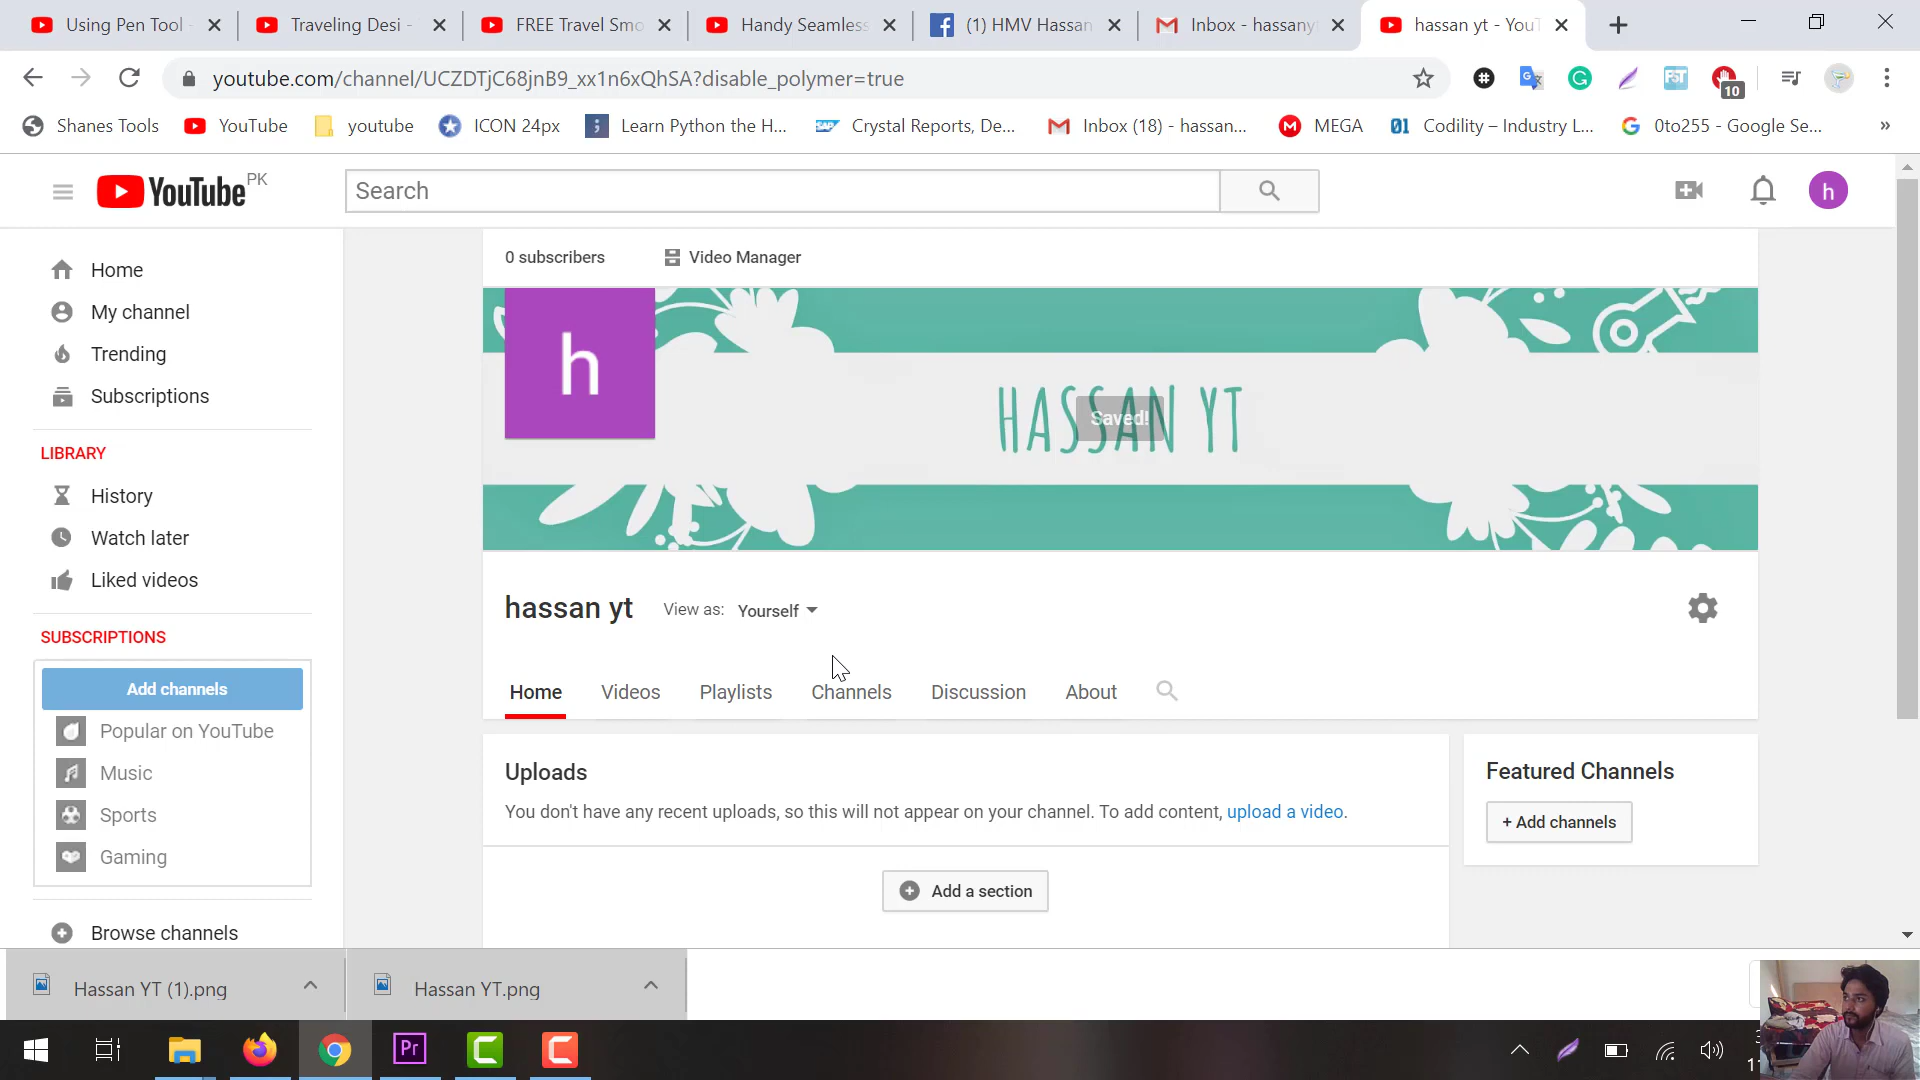 Using Pen Tool -
Traveling Desi -
FREE Travel Smo
Handy Seamless
(1) HMV Hassan
Inbox - hassany
hassan yt - YouT
youtube.com/channel/UCZDTjC68jnB9_xx1n6xQhSA?disable_polymer=true
10
Shanes Tools
YouTube
youtube
ICON 24px
Learn Python the H...
Crystal Reports, De...
Inbox (18) - hassan...
MEGA
Codility – Industry L...
0to255 - Google Se...
»
YouTube PK
Search
h
Home
My channel
Trending
Subscriptions
LIBRARY
History
Watch later
Liked videos
SUBSCRIPTIONS
Add channels
Popular on YouTube
Music
Sports
Gaming
Browse channels
0 subscribers
Video Manager
h
HASSAN YT
Saved!
hassan yt
View as: Yourself
Home
Videos
Playlists
Channels
Discussion
About
Uploads
You don't have any recent uploads, so this will not appear on your channel. To add content, upload a video.
Add a section
Featured Channels
+ Add channels
Hassan YT (1).png
Hassan YT.png
Pr